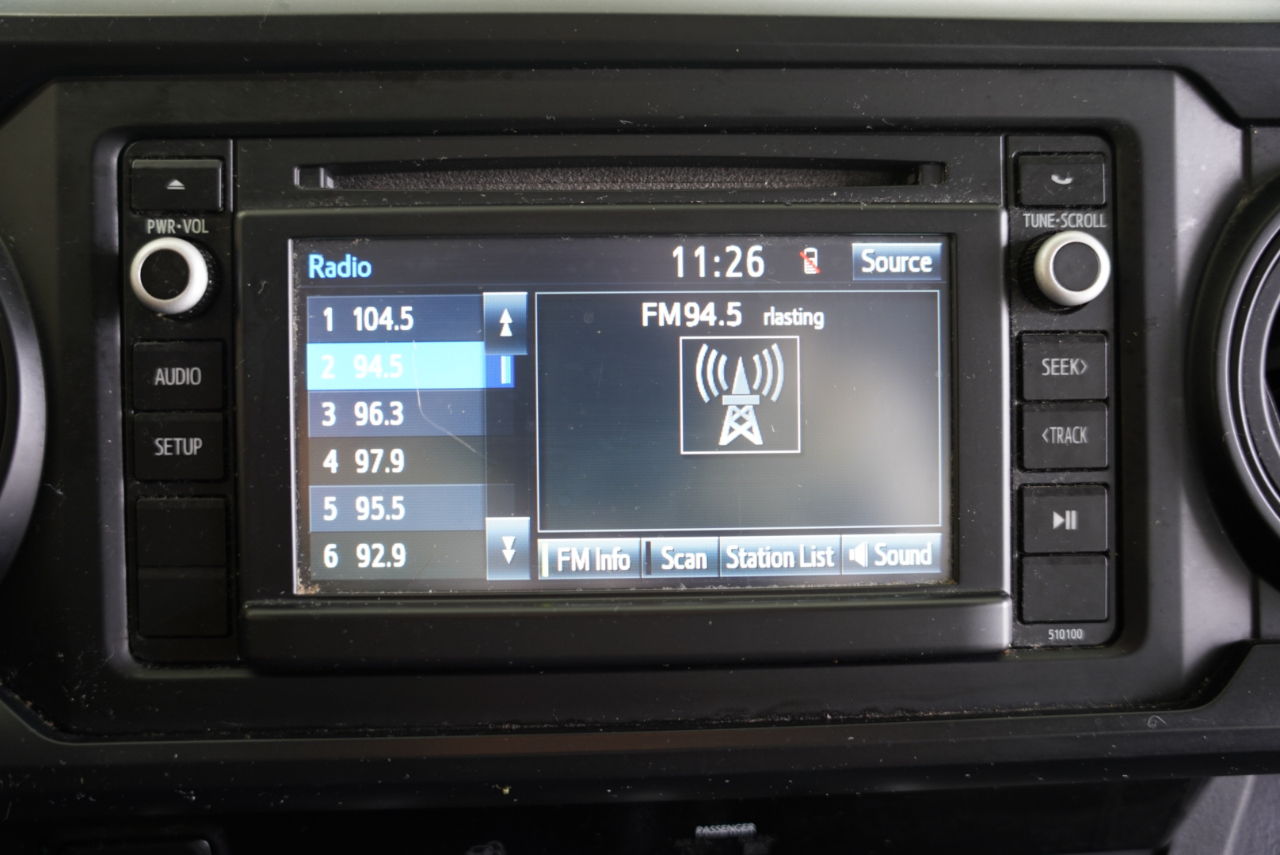 PWR·VOL
TUNE·SCROLL
Radio
11:26
Source
1 104.5
2 94.5
3 96.3
4 97.9
5 95.5
6 92.9
FM94.5 rlasting
FM Info
Scan
Station List
Sound
AUDIO
SETUP
SEEK>
<TRACK
510100
PASSENGER